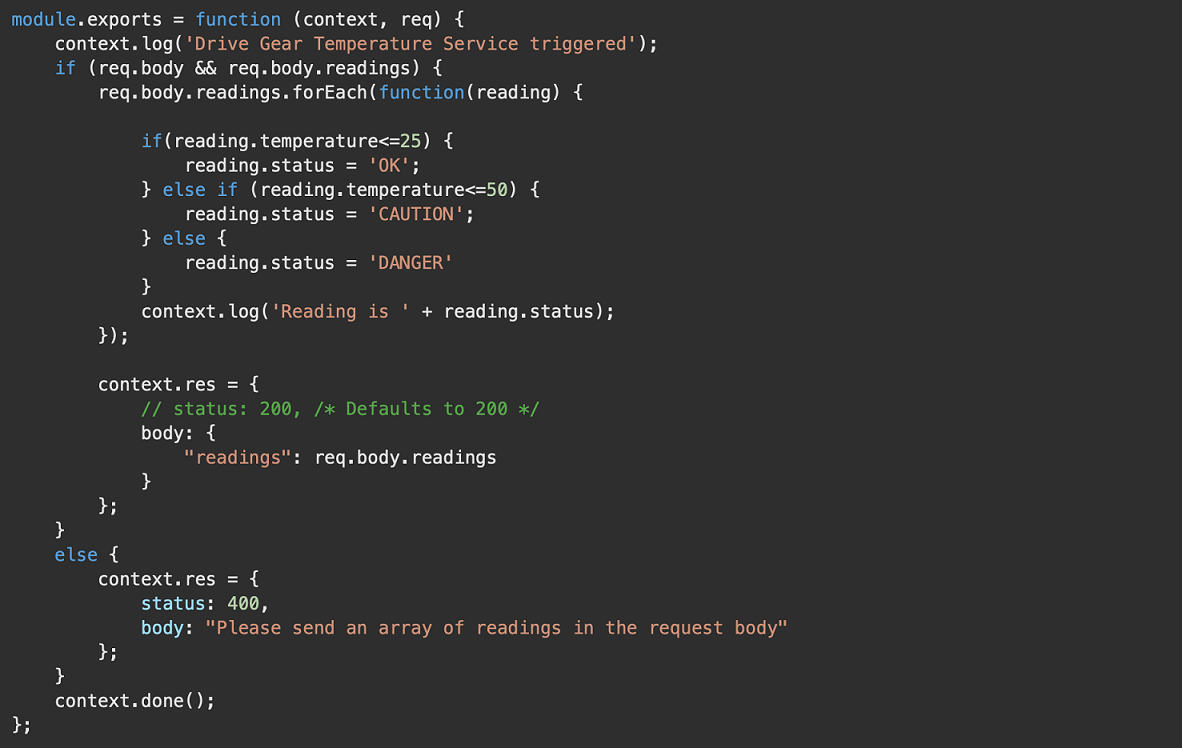 module.exports = function (context, req) {
    context.log('Drive Gear Temperature Service triggered');
    if (req.body && req.body.readings) {
        req.body.readings.forEach(function(reading) {

            if(reading.temperature<=25) {
                reading.status = 'OK';
            } else if (reading.temperature<=50) {
                reading.status = 'CAUTION';
            } else {
                reading.status = 'DANGER'
            }
            context.log('Reading is ' + reading.status);
        });

        context.res = {
            // status: 200, /* Defaults to 200 */
            body: {
                "readings": req.body.readings
            }
        };
    }
    else {
        context.res = {
            status: 400,
            body: "Please send an array of readings in the request body"
        };
    }
    context.done();
};